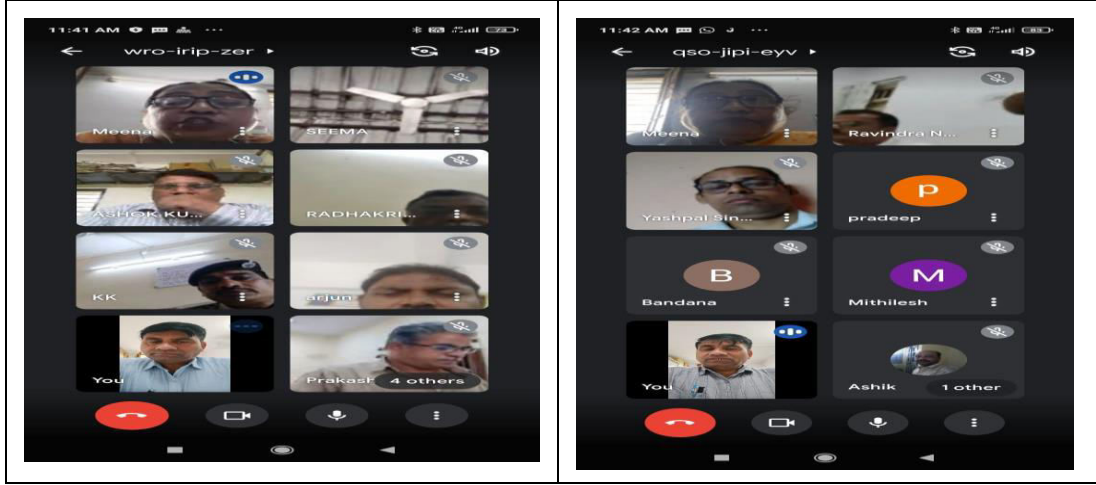 11:41 AM
wro-irip-zer
Meena
SEEMA
ASHOK KU...
RADHAKRI...
KK
arjun
You
Prakash
4 others
11:42 AM
qso-jipi-eyv
Meena
Ravindra N...
Yashpal Sin...
p
pradeep
B
Bandana
M
Mithilesh
You
Ashik
1 other